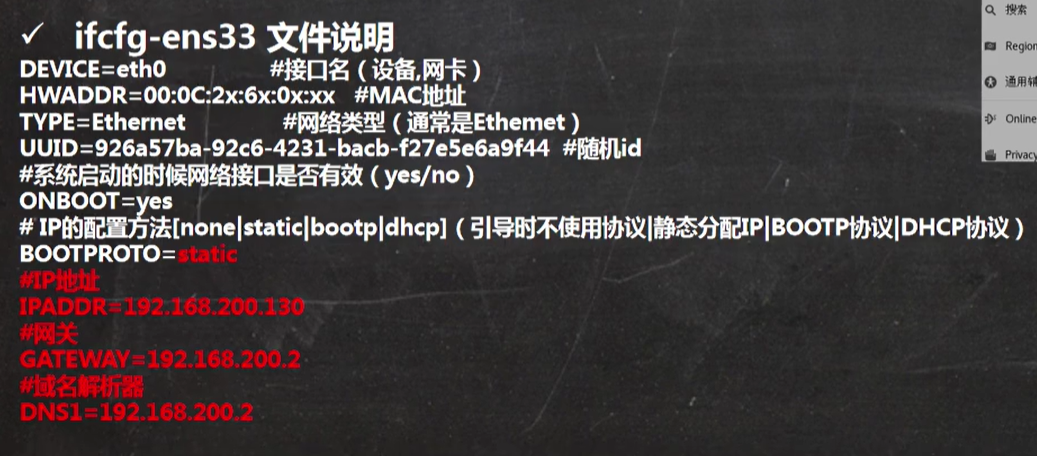 ✓ ifcfg-ens33 文件说明
DEVICE=eth0 #接口名（设备,网卡）
HWADDR=00:0C:2x:6x:0x:xx #MAC地址
TYPE=Ethernet #网络类型（通常是Ethemet）
UUID=926a57ba-92c6-4231-bacb-f27e5e6a9f44 #随机id
#系统启动的时候网络接口是否有效（yes/no）
ONBOOT=yes
# IP的配置方法[none|static|bootp|dhcp]（引导时不使用协议|静态分配IP|BOOTP协议|DHCP协议）
BOOTPROTO=static
#IP地址
IPADDR=192.168.200.130
#网关
GATEWAY=192.168.200.2
#域名解析器
DNS1=192.168.200.2
搜索
Region
通用辅
Online
Privacy